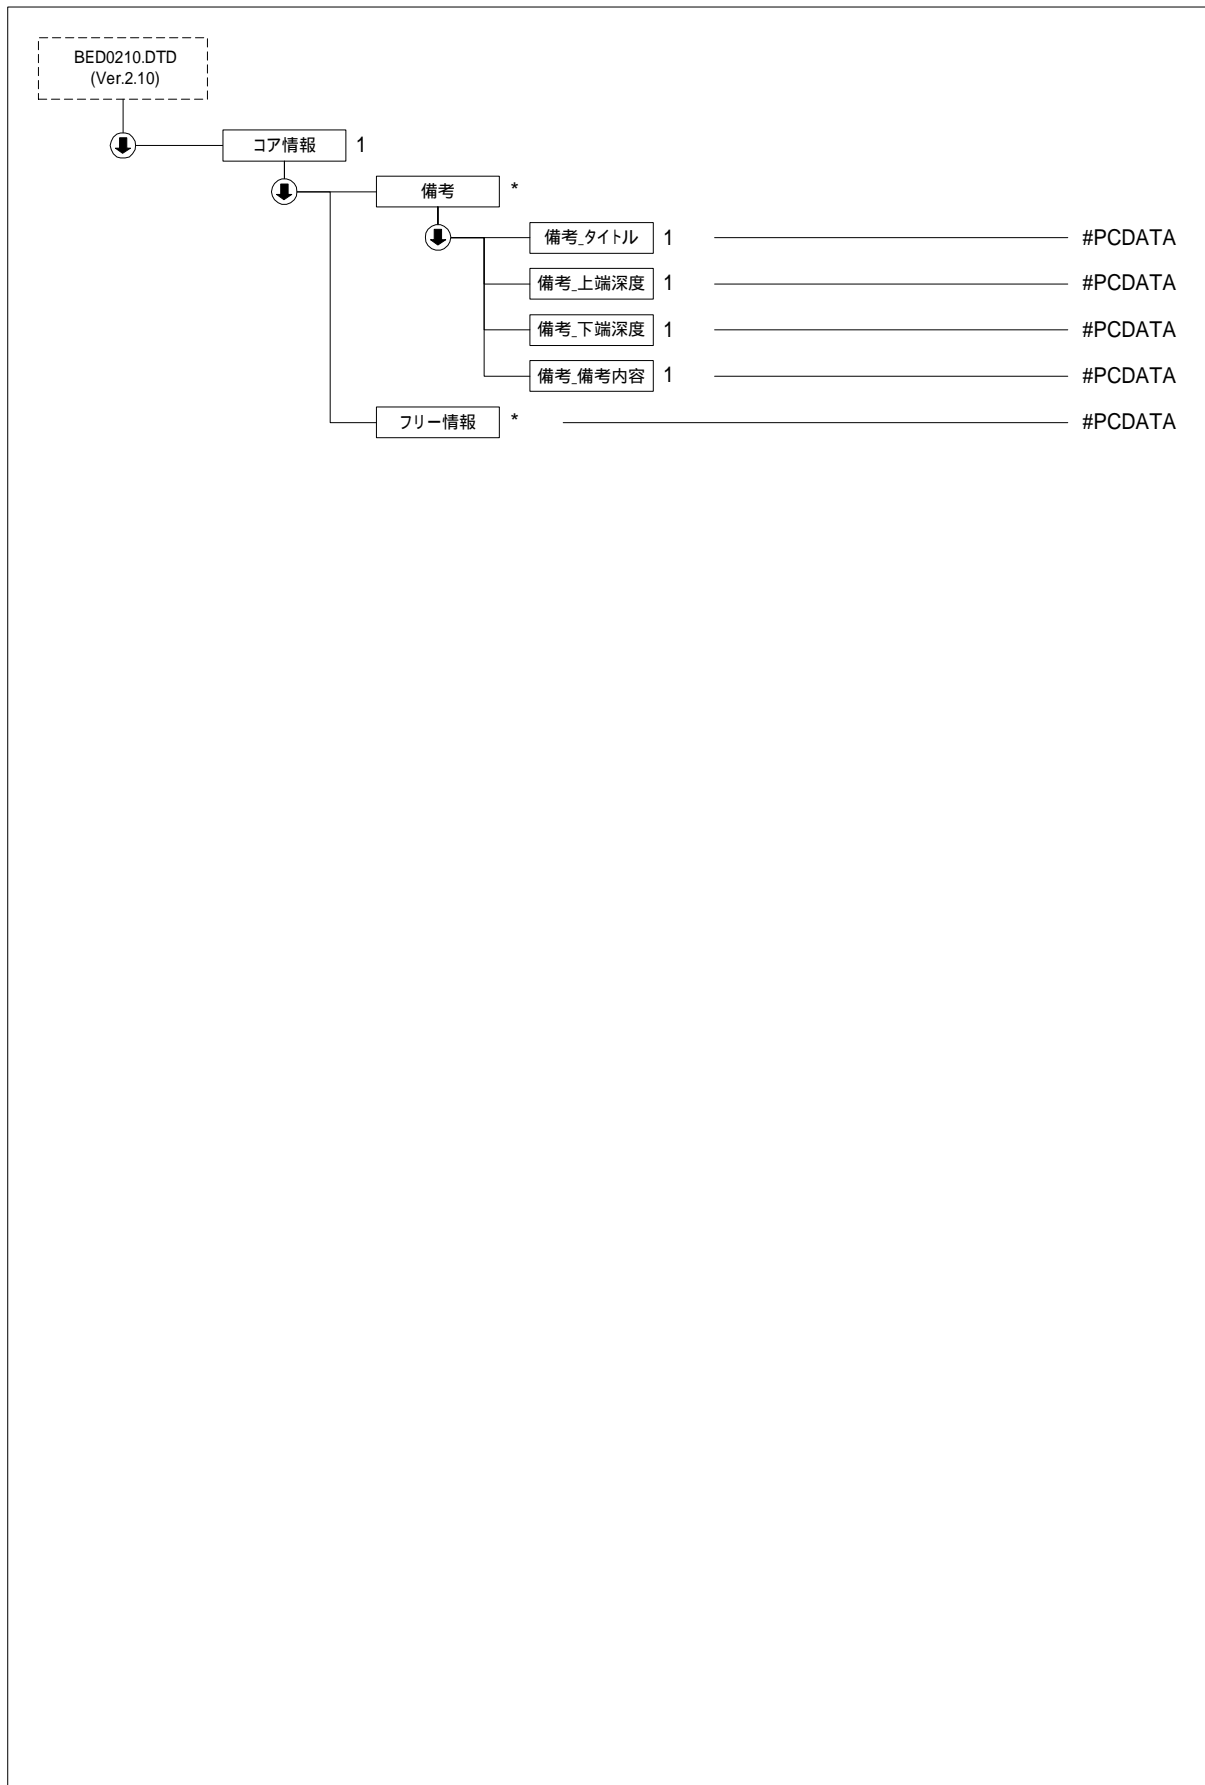 BED0210.DTD
(Ver.2.10)
コア情報 1
備考 *
備考_タイトル 1 #PCDATA
備考_上端深度 1 #PCDATA
備考_下端深度 1 #PCDATA
備考_備考内容 1 #PCDATA
フリー情報 * #PCDATA